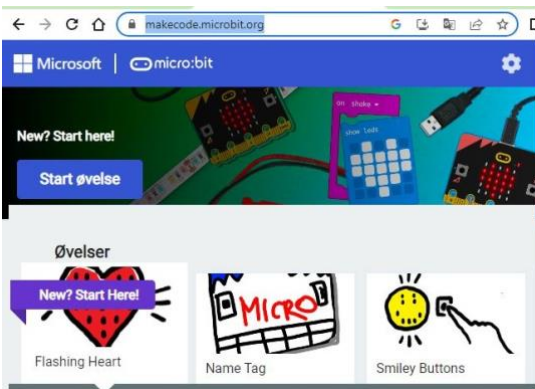 makecode.microbit.org
Microsoft | micro:bit
on shake
show leds
New? Start here!
Start øvelse
Øvelser
New? Start Here!
MICRO
Flashing Heart
Name Tag
Smiley Buttons